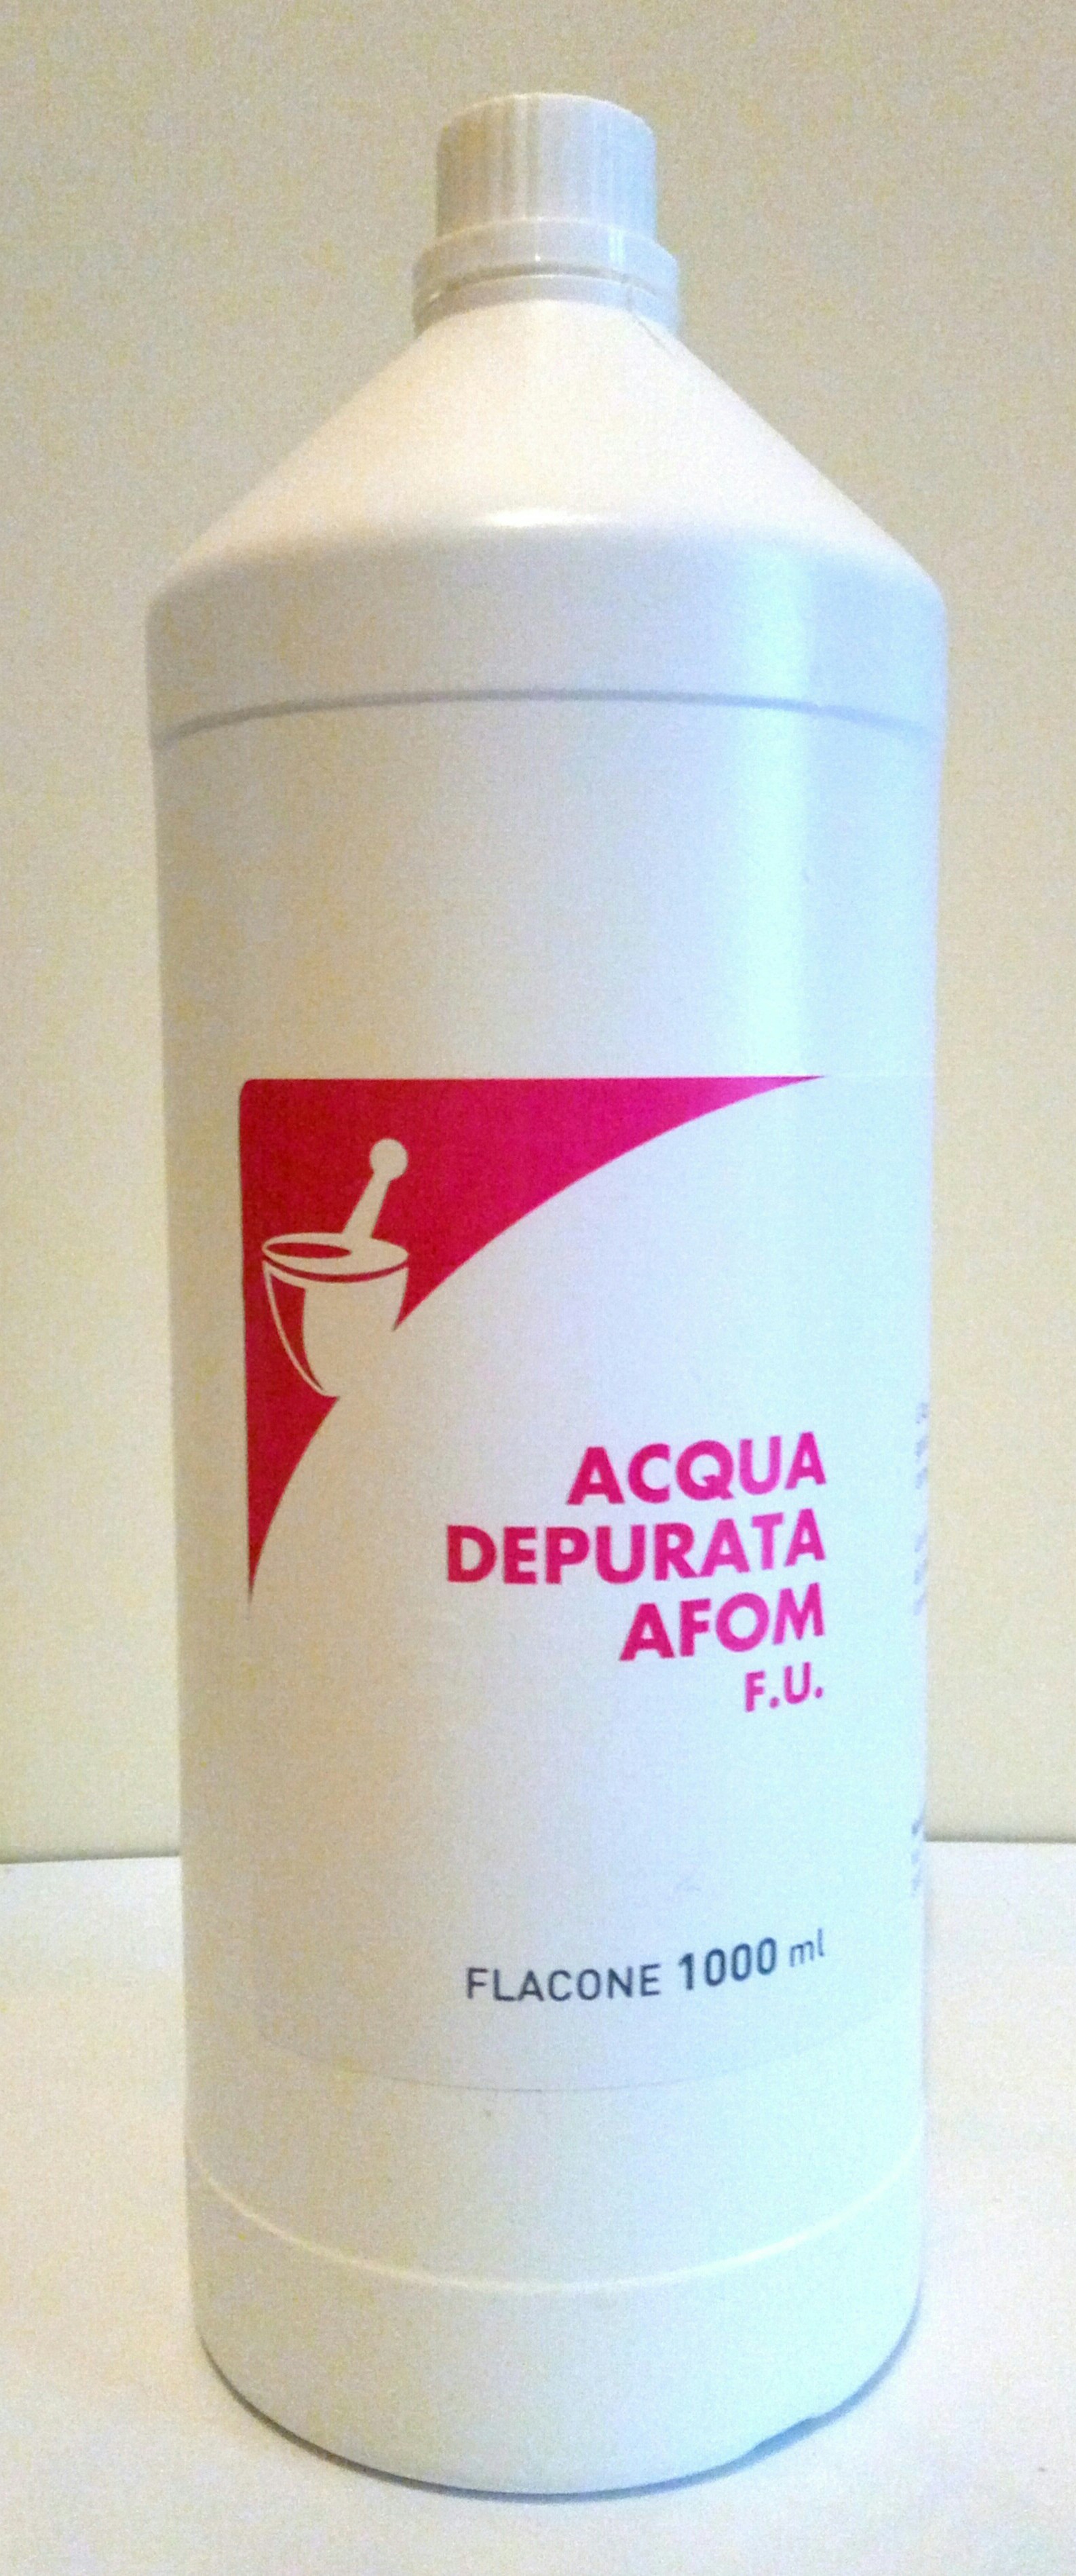 ACQUA
DEPURATA
AFOM
F.U.
FLACONE 1000 ml